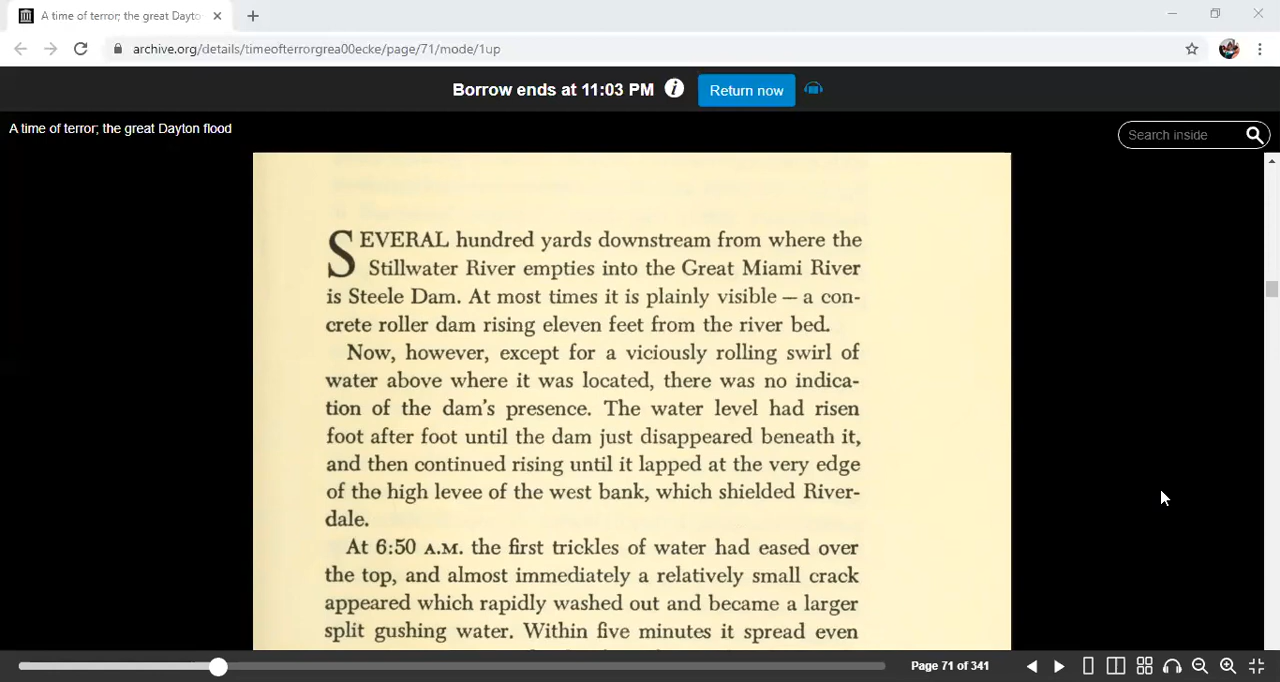 A time of terror; the great Dayto
archive.org/details/timeofterrorgrea00ecke/page/71/mode/1up
Borrow ends at 11:03 PM
Return now
A time of terror; the great Dayton flood
Search inside
SEVERAL hundred yards downstream from where the
Stillwater River empties into the Great Miami River
is Steele Dam. At most times it is plainly visible – a con-
crete roller dam rising eleven feet from the river bed.
Now, however, except for a viciously rolling swirl of
water above where it was located, there was no indica-
tion of the dam's presence. The water level had risen
foot after foot until the dam just disappeared beneath it,
and then continued rising until it lapped at the very edge
of the high levee of the west bank, which shielded River-
dale.
At 6:50 A.M. the first trickles of water had eased over
the top, and almost immediately a relatively small crack
appeared which rapidly washed out and became a larger
split gushing water. Within five minutes it spread even
Page 71 of 341